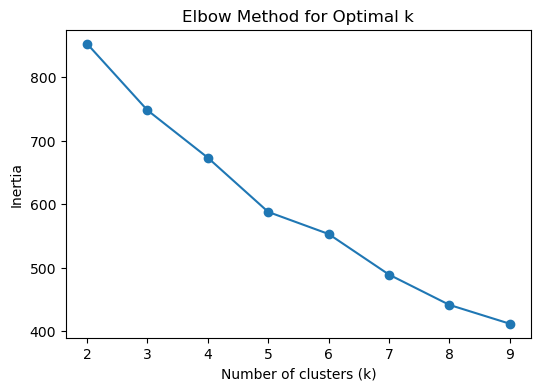 Elbow Method for Optimal k
Inertia
800
700
600
500
400
2 3 4 5 6 7 8 9
Number of clusters (k)